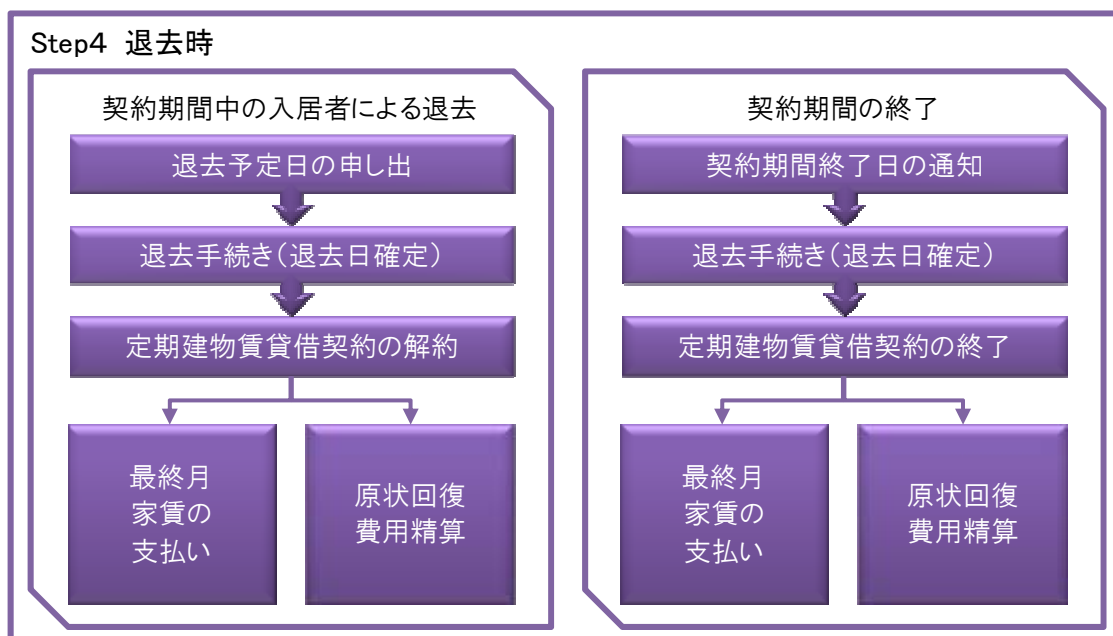 Step4 退去時
契約期間中の入居者による退去
退去予定日の申し出
退去手続き(退去日確定)
定期建物賃貸借契約の解約
最終月
家賃の
支払い
原状回復
費用精算
契約期間の終了
契約期間終了日の通知
退去手続き(退去日確定)
定期建物賃貸借契約の終了
最終月
家賃の
支払い
原状回復
費用精算